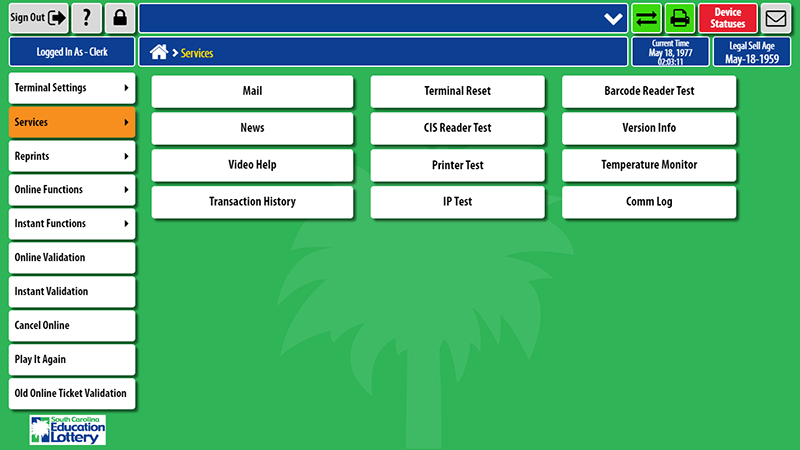 Sign Out
?
Device
Statuses
Logged In As - Clerk
Services
Current Time
May 18, 1977
02:03:11
Legal Sell Age
May-18-1959
Terminal Settings
Services
Reprints
Online Functions
Instant Functions
Online Validation
Instant Validation
Cancel Online
Play It Again
Old Online Ticket Validation
Mail
Terminal Reset
Barcode Reader Test
News
CIS Reader Test
Version Info
Video Help
Printer Test
Temperature Monitor
Transaction History
IP Test
Comm Log
South Carolina
Education
Lottery